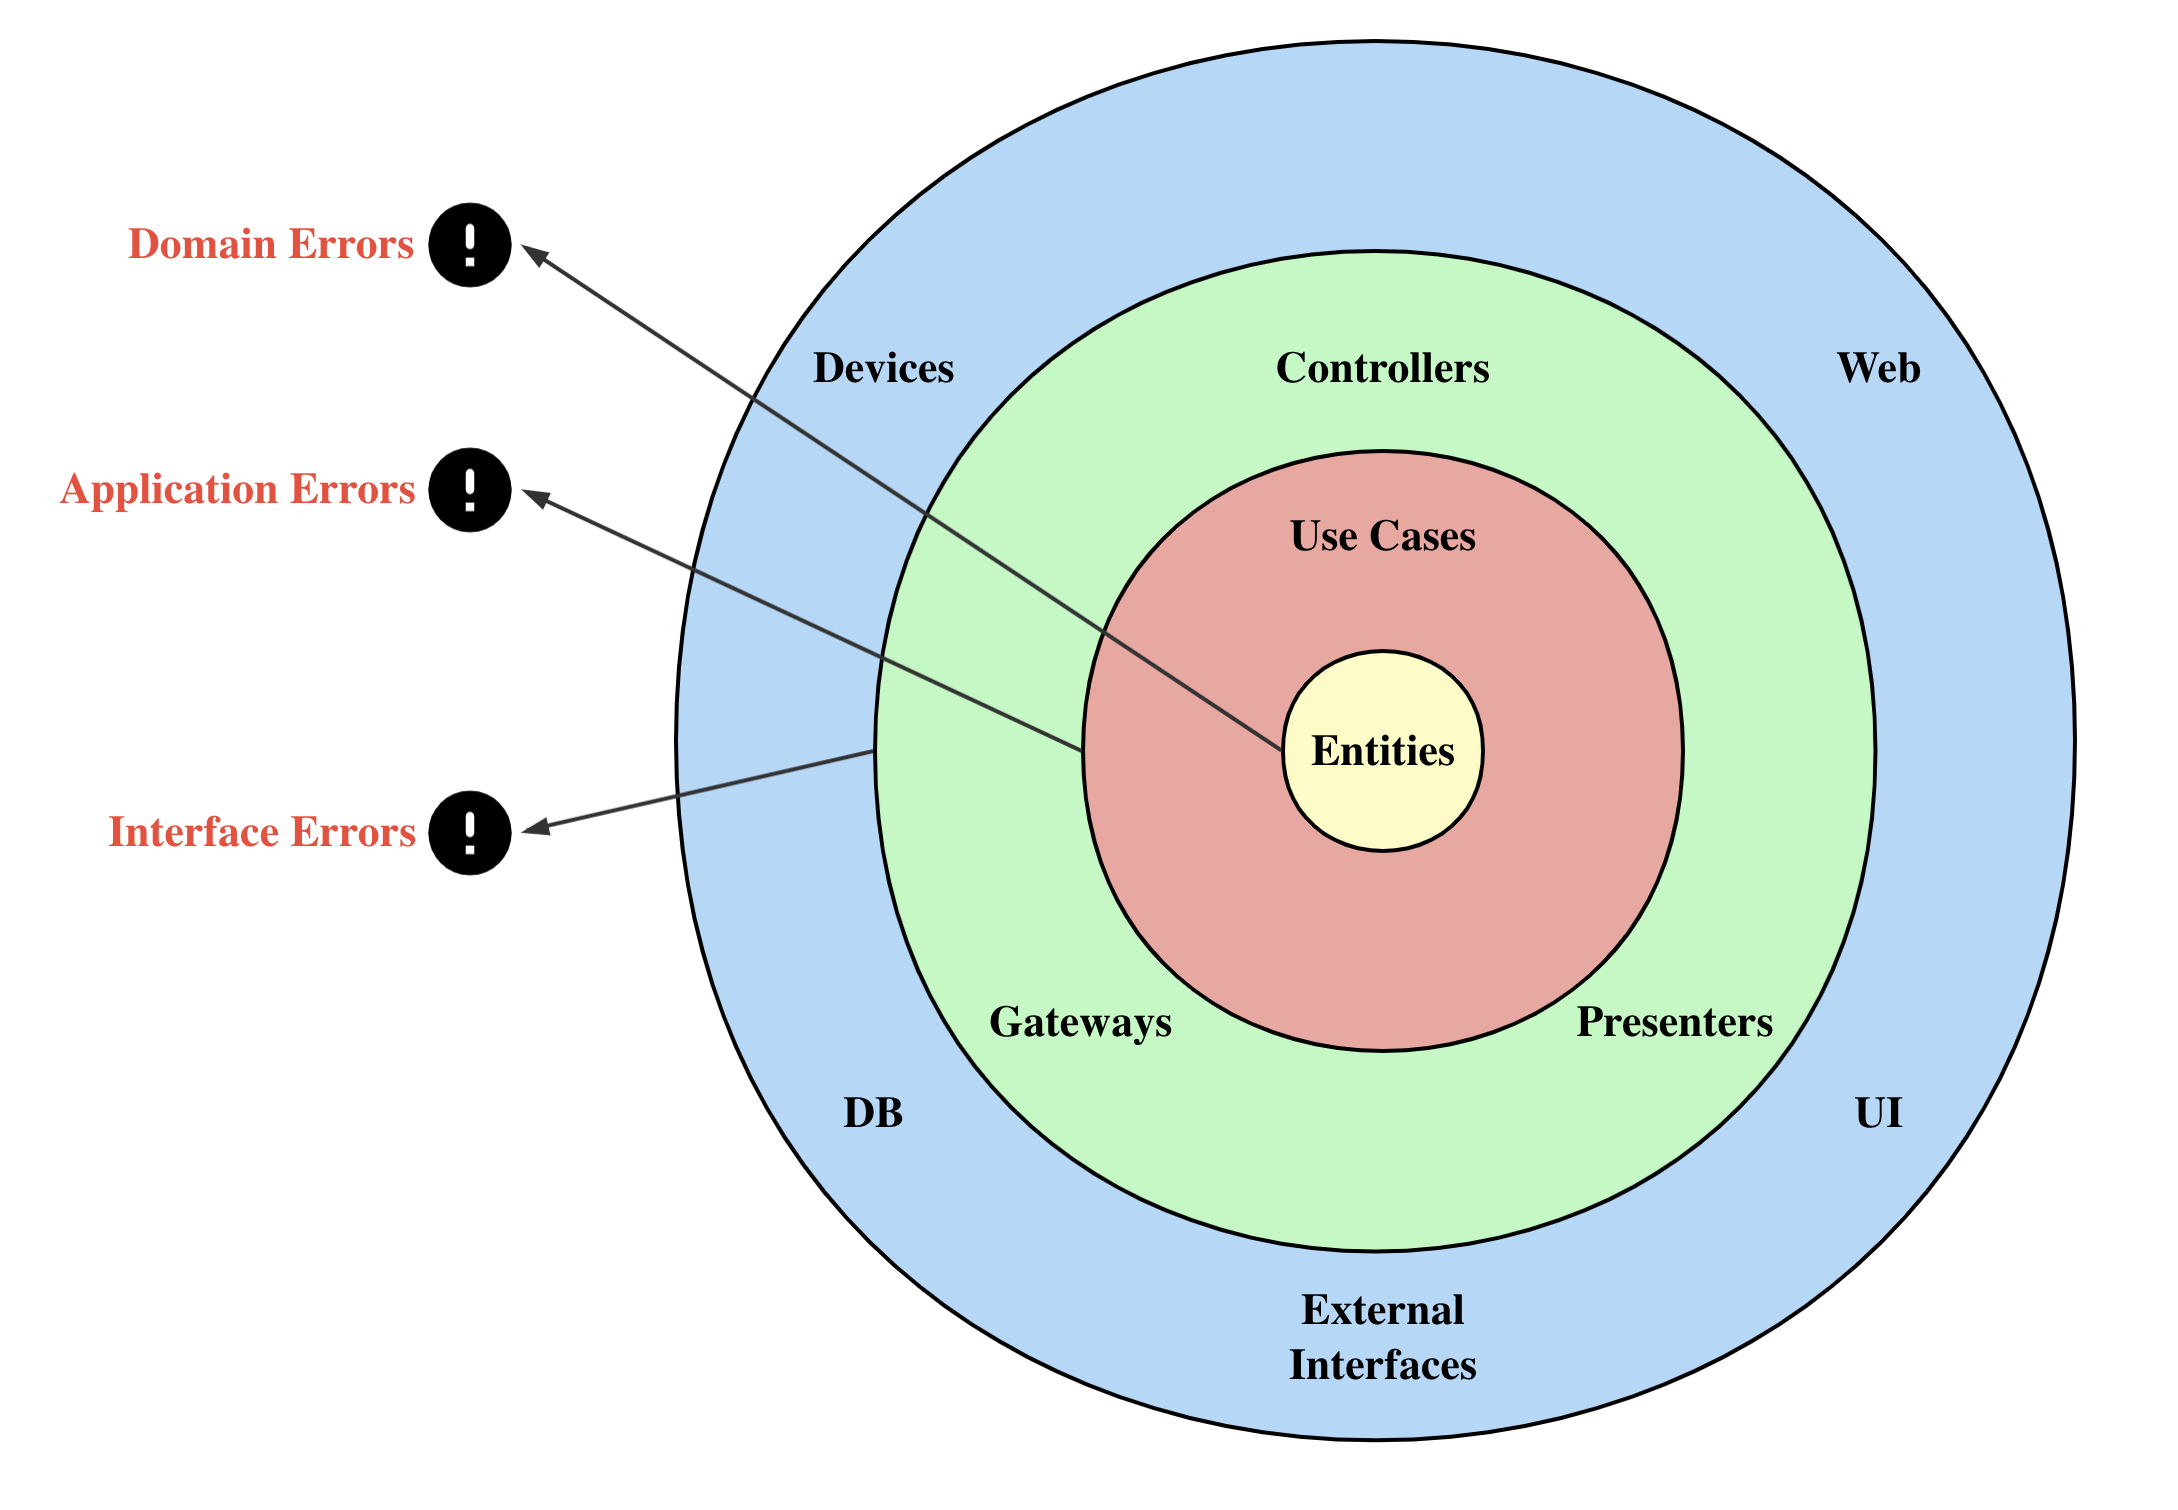 Domain Errors
Application Errors
Interface Errors
Devices
Controllers
Web
Use Cases
Entities
Gateways
Presenters
DB
UI
External
Interfaces